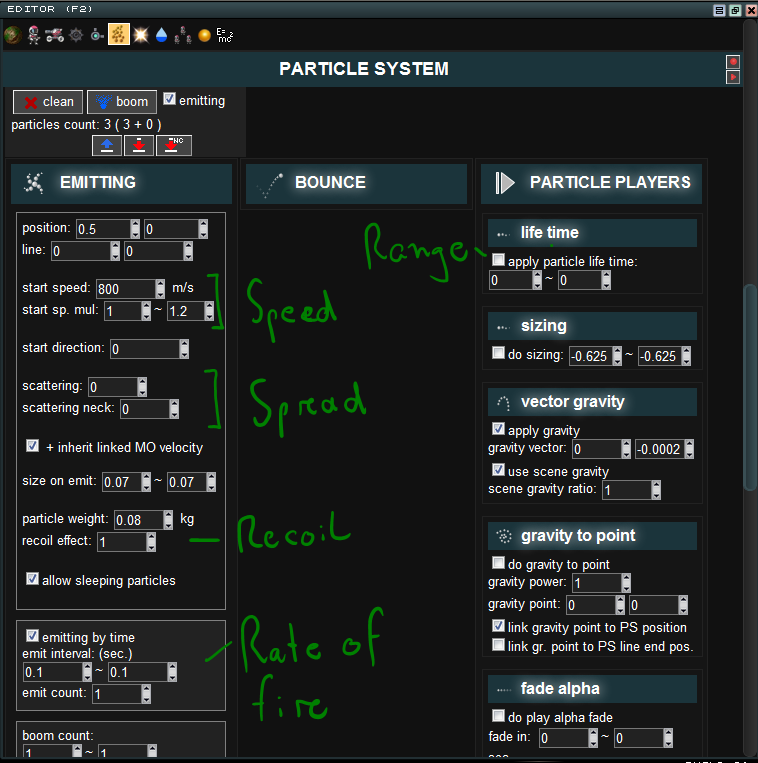 EDITOR (F2)
E=
mc²
PARTICLE SYSTEM
clean boom emitting
particles count: 3 ( 3 + 0 )
NC
EMITTING
position: 0.5 0
line: 0 0
start speed: 800 m/s
start sp. mul: 1 ~ 1.2
Speed
start direction: 0
scattering: 0
scattering neck: 0
Spread
+ inherit linked MO velocity
size on emit: 0.07 ~ 0.07
particle weight: 0.08 kg
recoil effect: 1
Recoil
allow sleeping particles
emitting by time
emit interval: (sec.)
0.1 ~ 0.1
emit count: 1
Rate of
fire
boom count:
1 ~ 1
BOUNCE
PARTICLE PLAYERS
life time
Range
apply particle life time:
0 ~ 0
sizing
do sizing: -0.625 ~ -0.625
vector gravity
apply gravity
gravity vector: 0 -0.0002
use scene gravity
scene gravity ratio: 1
gravity to point
do gravity to point
gravity power: 1
gravity point: 0 0
link gravity point to PS position
link gr. point to PS line end pos.
fade alpha
do play alpha fade
fade in: 0 ~ 0